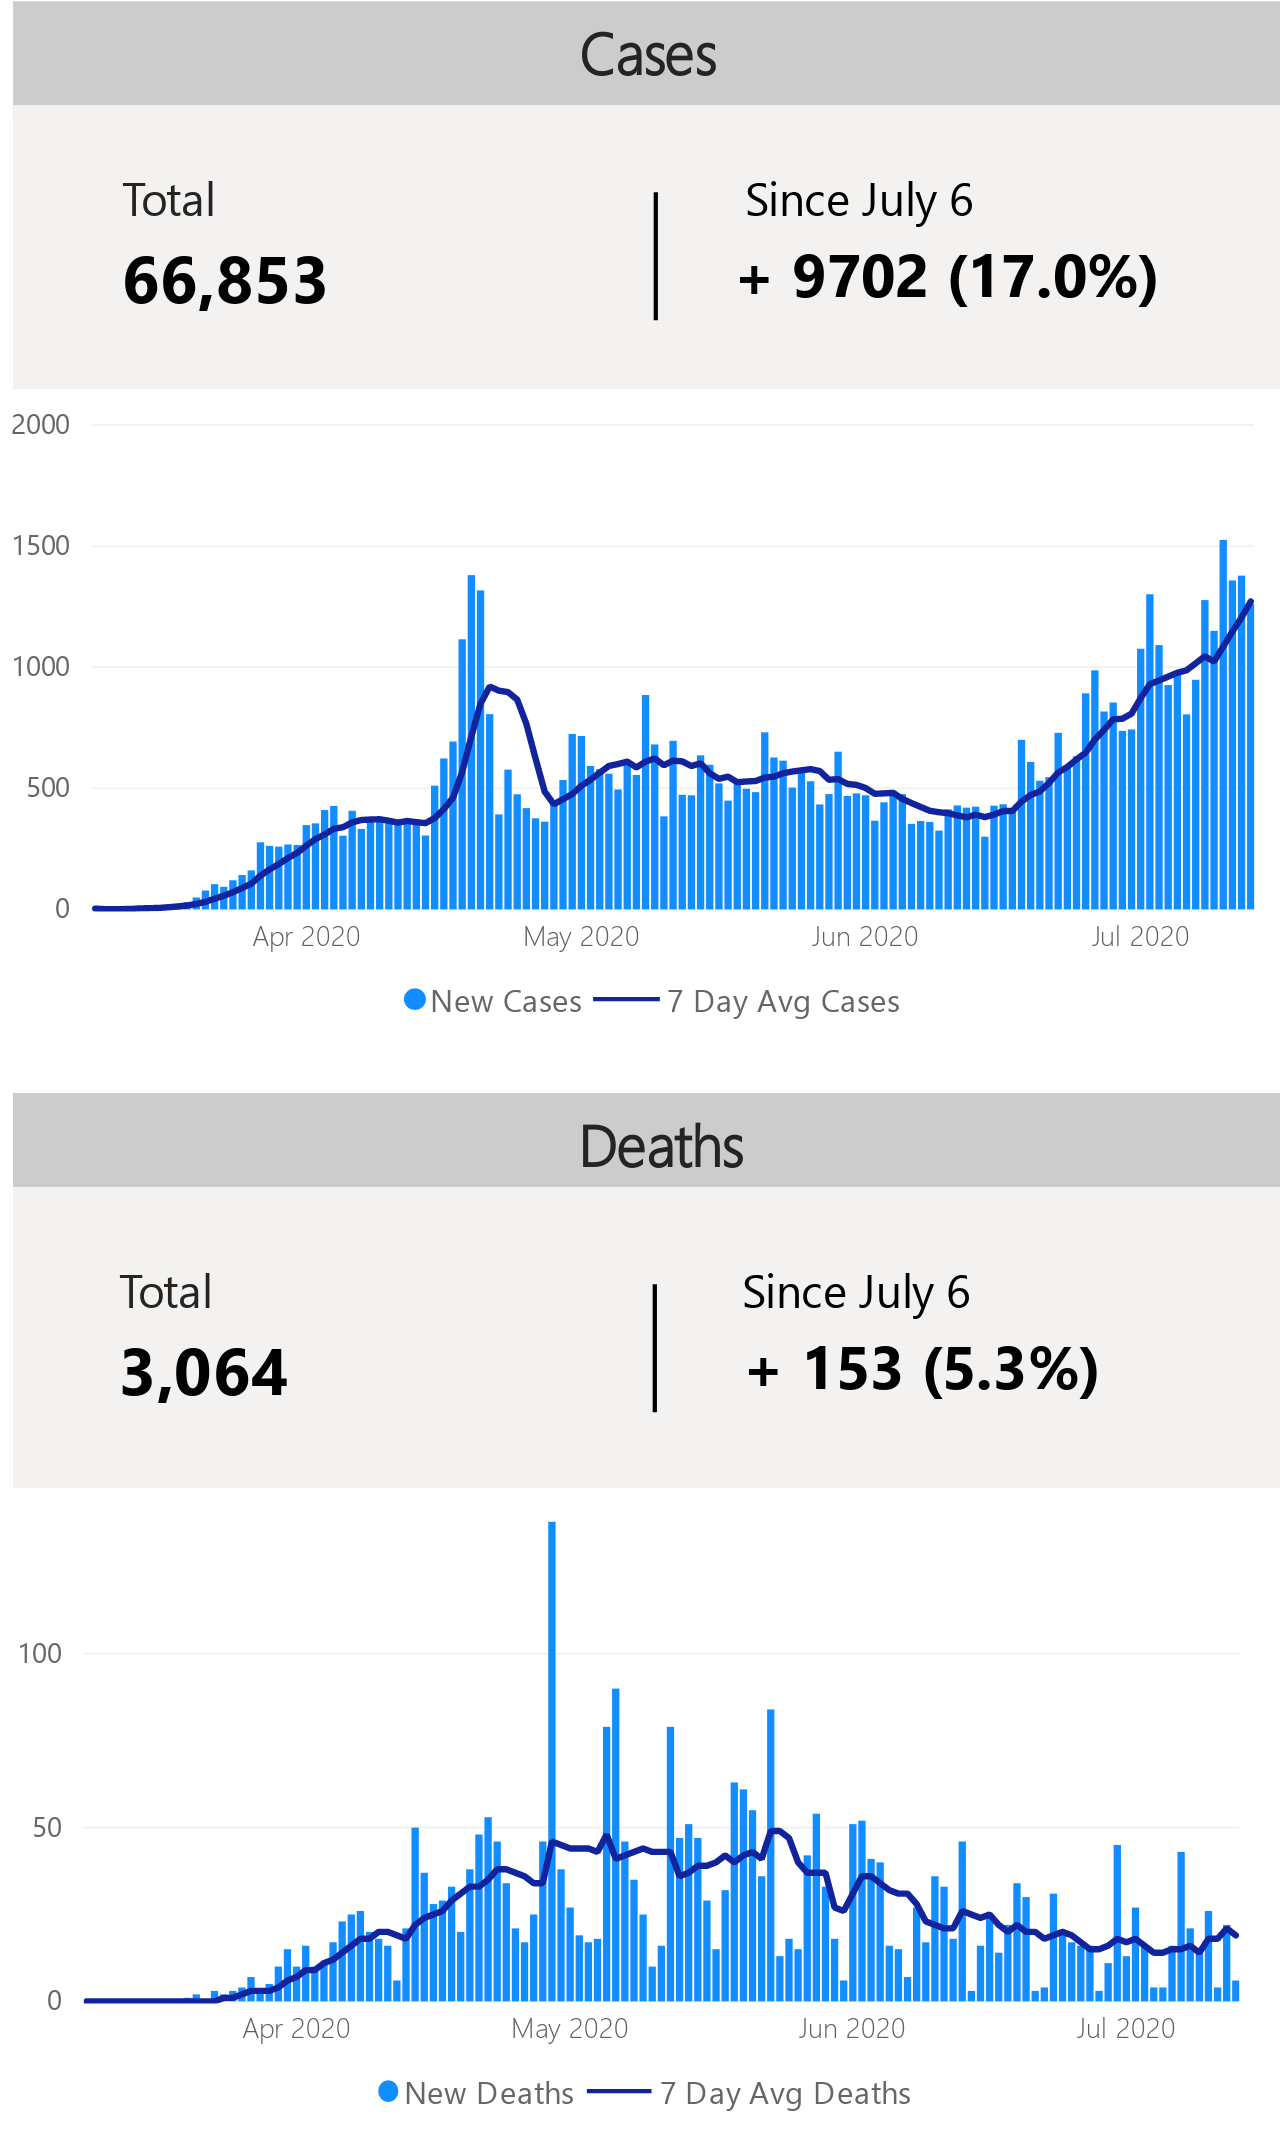 Cases
Total
Since July 6
66,853
+ 9702 (17.0%)
2000
1500
1000
500
0
Apr 2020
May 2020
Jun 2020
Jul 2020
New Cases
7 Day Avg Cases
Deaths
Total
Since July 6
3,064
+ 153 (5.3%)
100
50
0
Apr 2020
May 2020
Jun 2020
Jul 2020
New Deaths
7 Day Avg Deaths